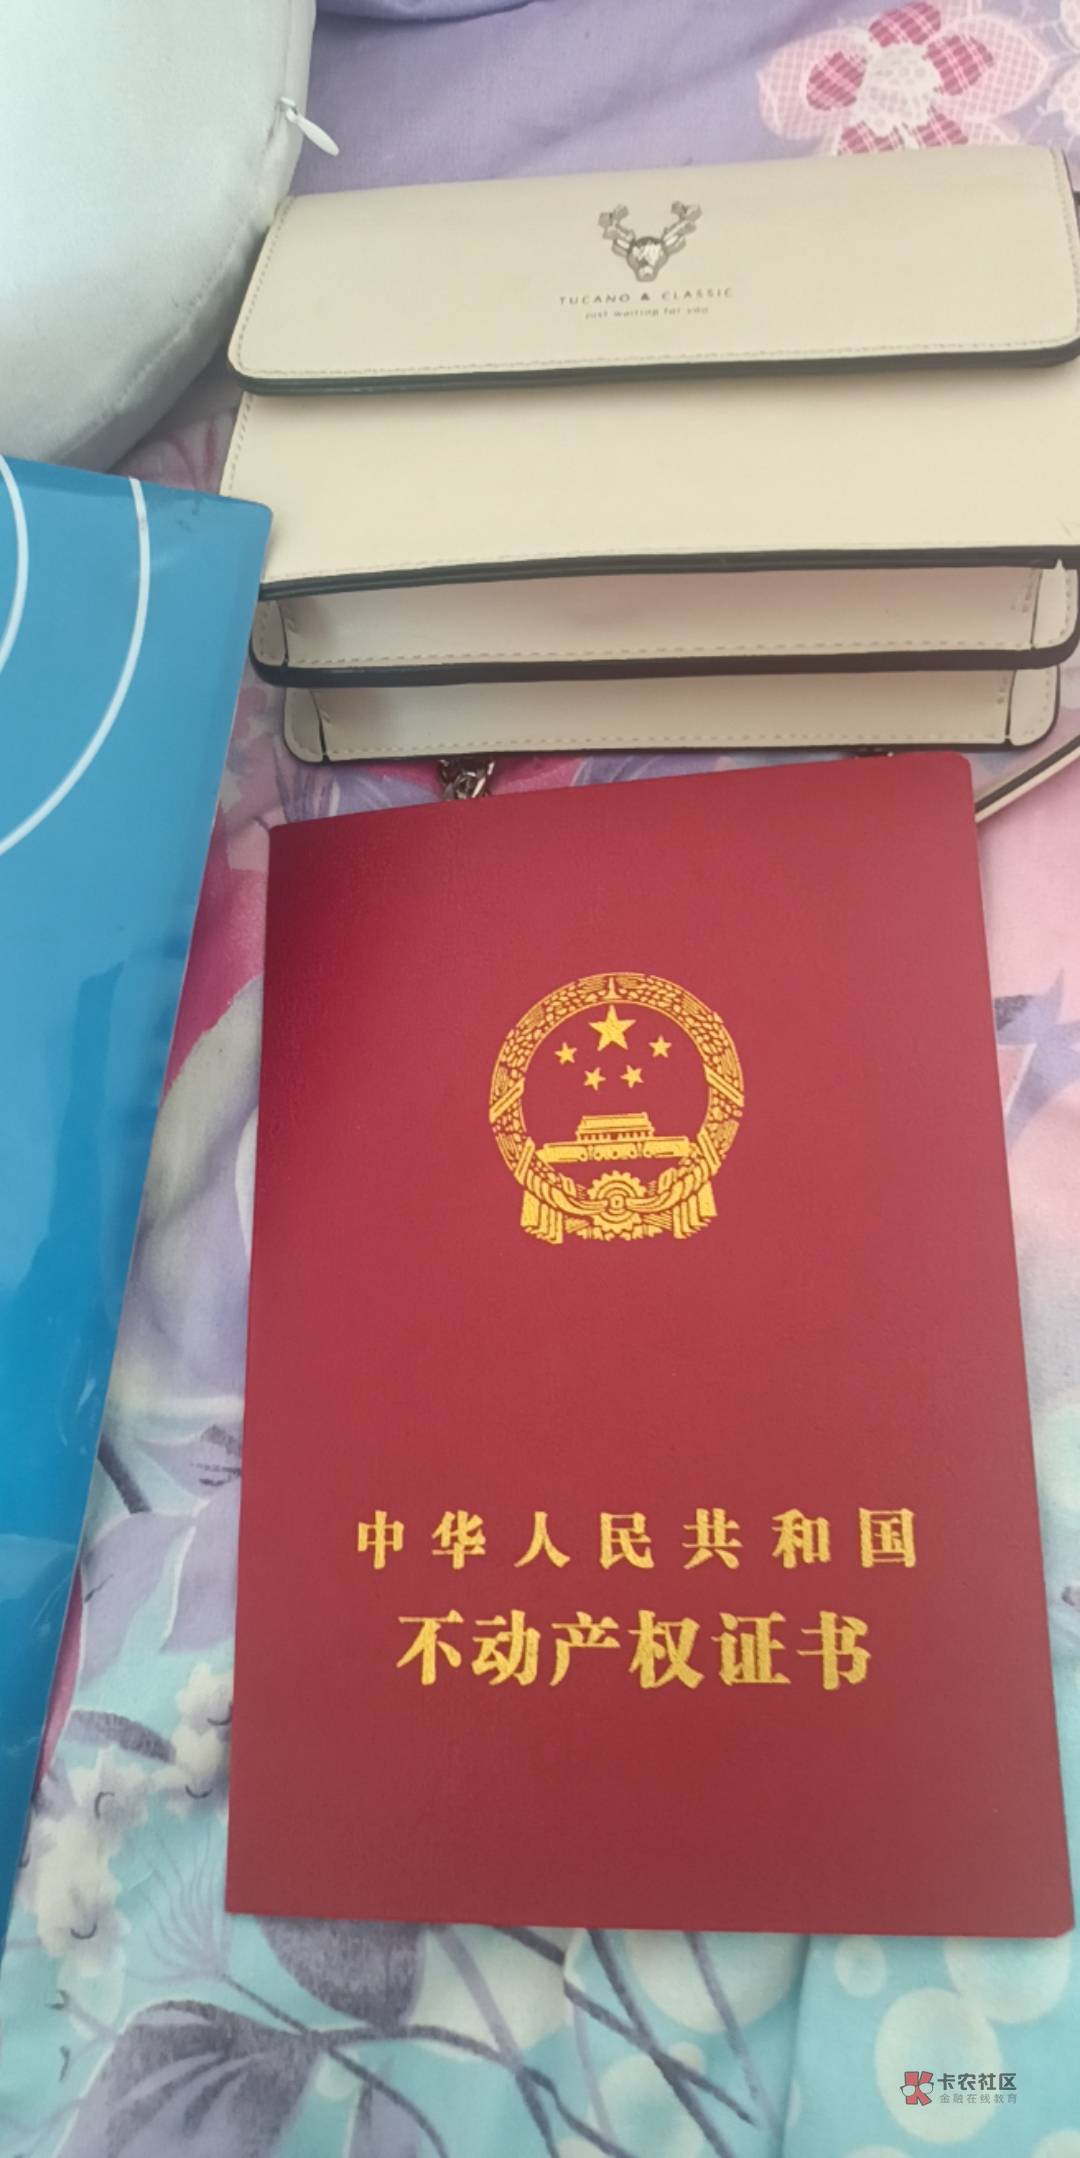 TUCANO & CLASSIC
just waiting for you
中华人民共和国
不动产权证书
卡农社区
金融在线教育